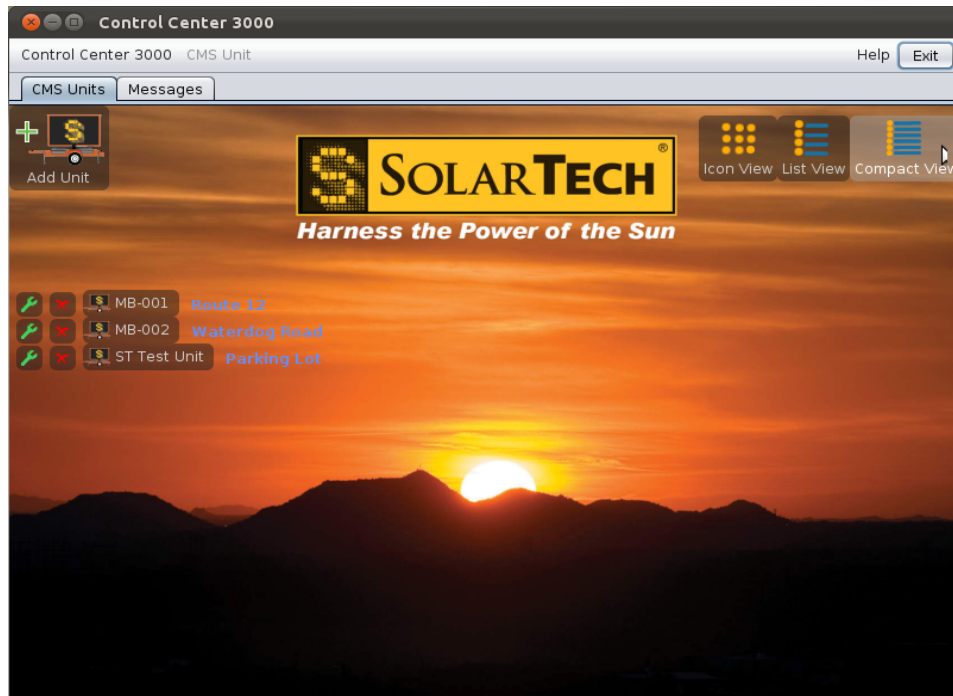 Control Center 3000
Control Center 3000 CMS Unit Help Exit
CMS Units Messages
Add Unit
SOLARTECH®
Harness the Power of the Sun
Icon View List View Compact View
MB-001 Route 12
MB-002 Waterdog Road
ST Test Unit Parking Lot